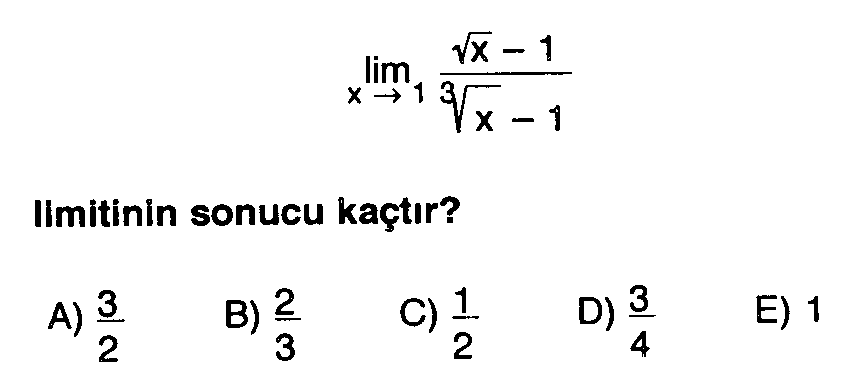 lim x → 1 √x − 1 / ∛x − 1
limitinin sonucu kaçtır?
A) 3/2 B) 2/3 C) 1/2 D) 3/4 E) 1